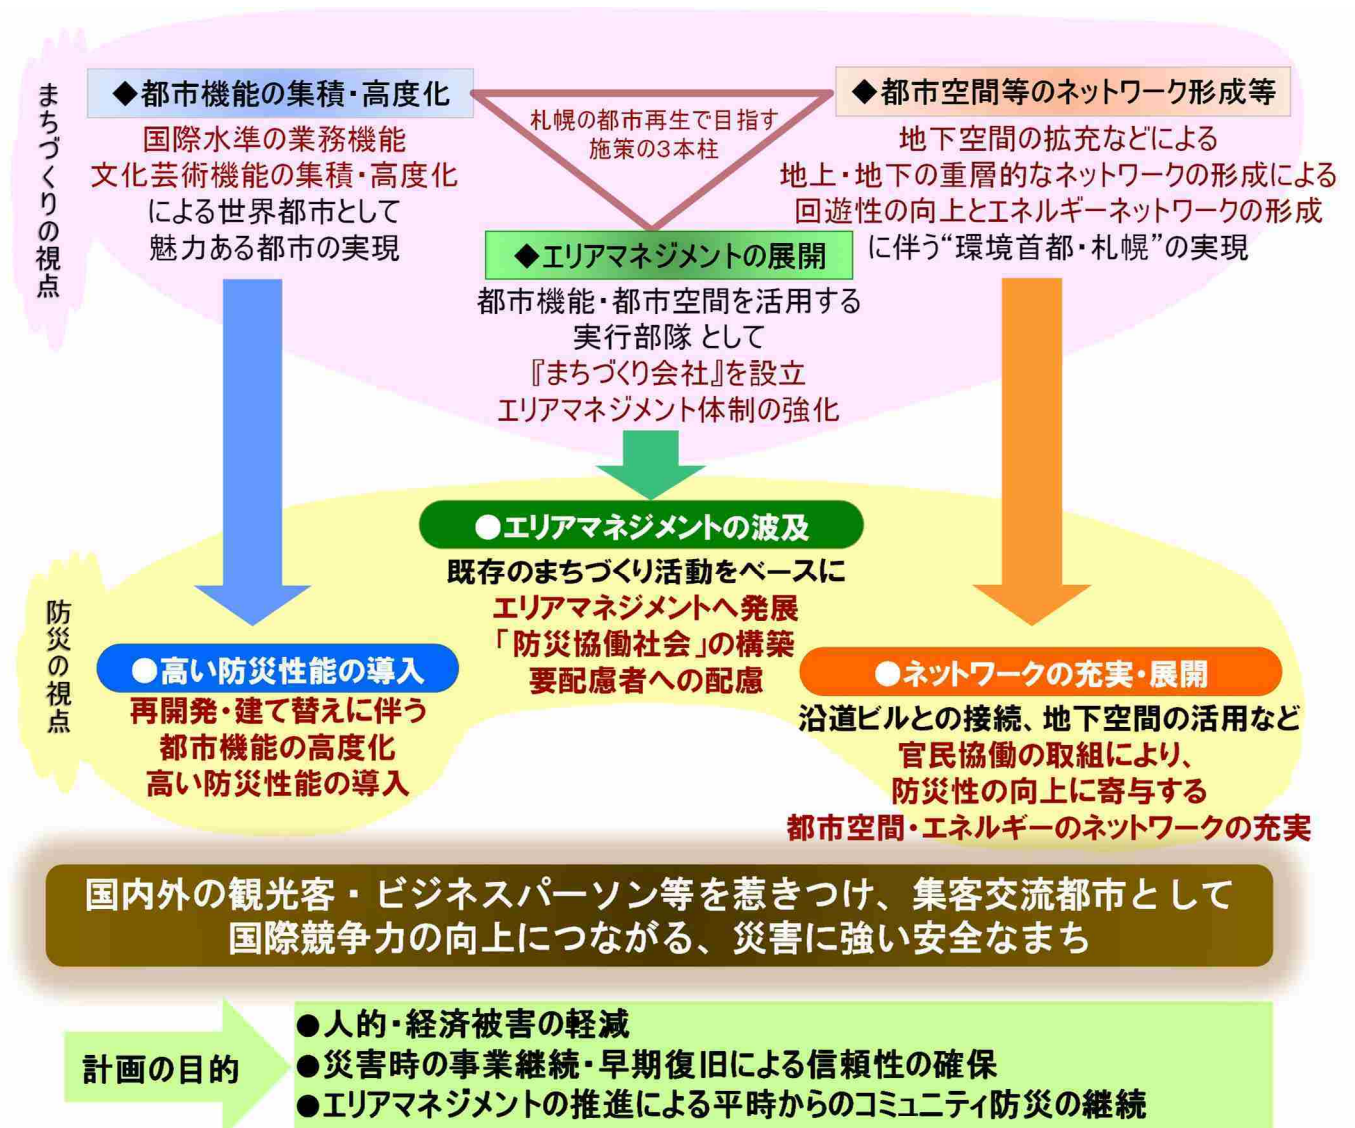 まちづくりの視点
◆都市機能の集積・高度化
国際水準の業務機能
文化芸術機能の集積・高度化
による世界都市として
魅力ある都市の実現
札幌の都市再生で目指す
施策の3本柱
◆都市空間等のネットワーク形成等
地下空間の拡充などによる
地上・地下の重層的なネットワークの形成による
回遊性の向上とエネルギーネットワークの形成
に伴う“環境首都・札幌”の実現
◆エリアマネジメントの展開
都市機能・都市空間を活用する
実行部隊 として
『まちづくり会社』を設立
エリアマネジメント体制の強化
防災の視点
●エリアマネジメントの波及
既存のまちづくり活動をベースに
エリアマネジメントへ発展
「防災協働社会」の構築
要配慮者への配慮
●高い防災性能の導入
再開発・建て替えに伴う
都市機能の高度化
高い防災性能の導入
●ネットワークの充実・展開
沿道ビルとの接続、地下空間の活用など
官民協働の取組により、
防災性の向上に寄与する
都市空間・エネルギーのネットワークの充実
国内外の観光客・ビジネスパーソン等を惹きつけ、集客交流都市として
国際競争力の向上につながる、災害に強い安全なまち
計画の目的
●人的・経済被害の軽減
●災害時の事業継続・早期復旧による信頼性の確保
●エリアマネジメントの推進による平時からのコミュニティ防災の継続